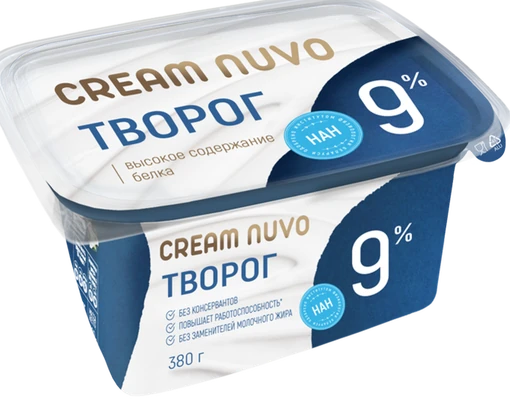 CREAM NUVO
ТВОРОГ
высокое содержание
белка
9%
НАН
CREAM NUVO
ТВОРОГ
9%
БЕЗ КОНСЕРВАНТОВ
ПОВЫШАЕТ РАБОТОСПОСОБНОСТЬ*
БЕЗ ЗАМЕНИТЕЛЕЙ МОЛОЧНОГО ЖИРА
НАН
380 г